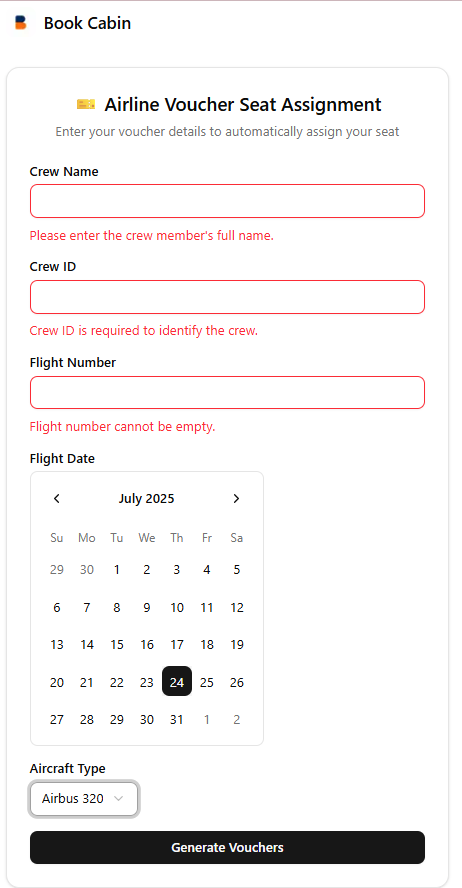 Book Cabin
Airline Voucher Seat Assignment
Enter your voucher details to automatically assign your seat
Crew Name
Please enter the crew member's full name.
Crew ID
Crew ID is required to identify the crew.
Flight Number
Flight number cannot be empty.
Flight Date
July 2025
Su Mo Tu We Th Fr Sa
29 30 1 2 3 4 5
6 7 8 9 10 11 12
13 14 15 16 17 18 19
20 21 22 23 24 25 26
27 28 29 30 31 1 2
Aircraft Type
Airbus 320
Generate Vouchers